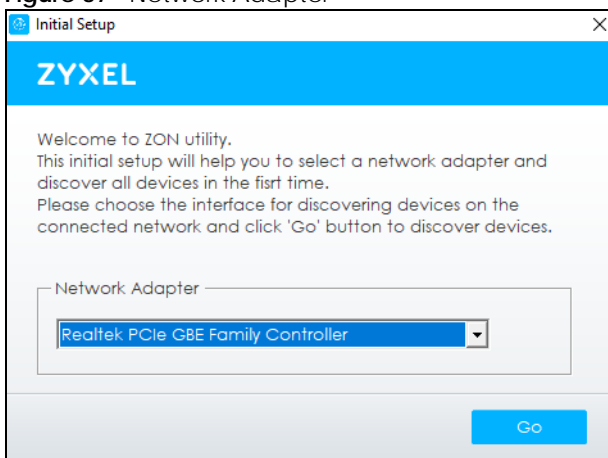 Initial Setup
ZYXEL
Welcome to ZON utility.
This initial setup will help you to select a network adapter and
discover all devices in the fisrt time.
Please choose the interface for discovering devices on the
connected network and click 'Go' button to discover devices.
Network Adapter
Realtek PCIe GBE Family Controller
Go